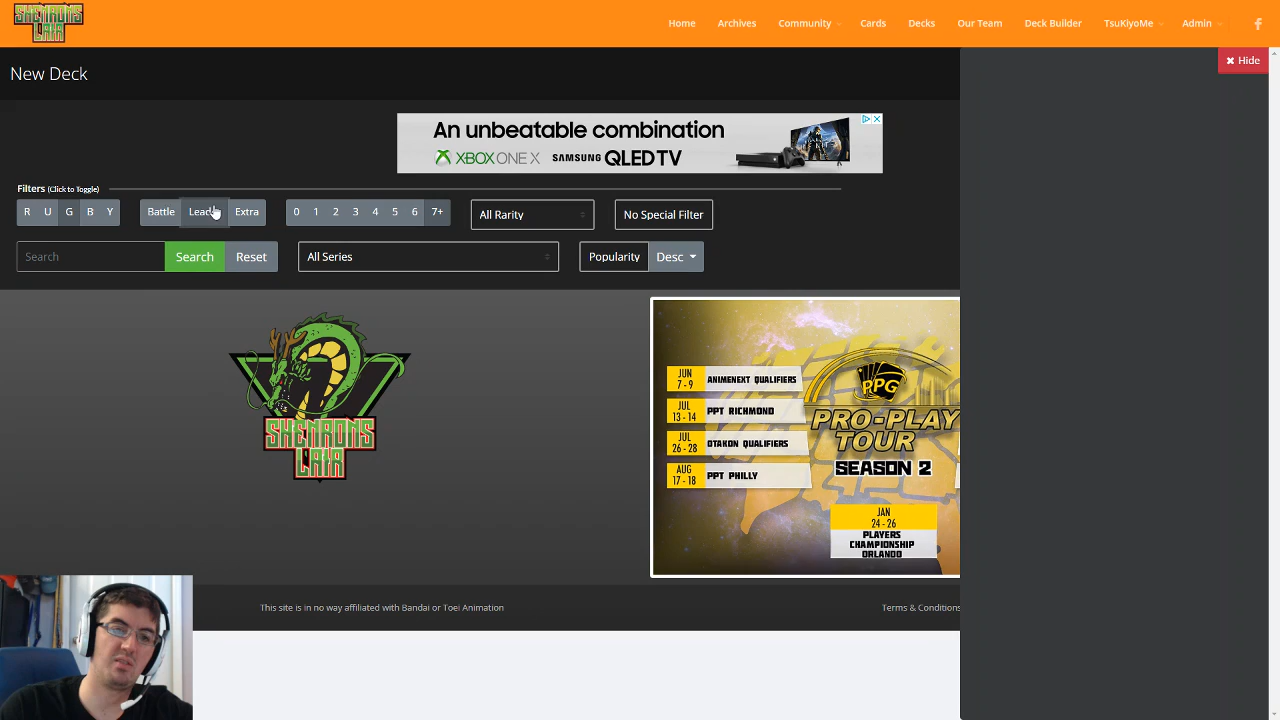 SHENRONS
LAIR
Home
Archives
Community
Cards
Decks
Our Team
Deck Builder
TsuKiyoMe
Admin
New Deck
✖ Hide
An unbeatable combination
XBOX ONE X SAMSUNG QLED TV
Filters (Click to Toggle)
R U G B Y
Battle
Extra
0 1 2 3 4 5 6 7+
All Rarity
No Special Filter
Search
Search
Reset
All Series
Popularity
Desc
SHENRONS
LAIR
JUN
7 - 9
ANIMENEXT QUALIFIERS
JUL
13 - 14
PPT RICHMOND
JUL
26 - 28
OTAKON QUALIFIERS
AUG
17 - 18
PPT PHILLY
RPG
PRO-PLAY
TOUR
SEASON 2
JAN
24 - 26
PLAYERS
CHAMPIONSHIP
ORLANDO
This site is in no way affiliated with Bandai or Toei Animation
Terms & Conditions